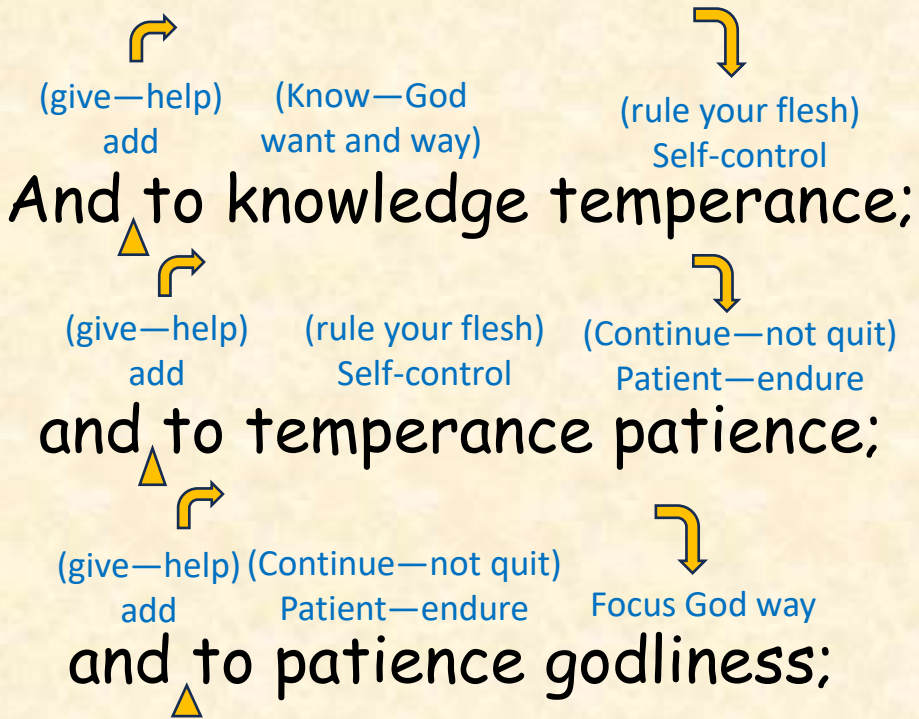 (give—help) (Know—God
add want and way) (rule your flesh)
Self-control
And to knowledge temperance;
(give—help) (rule your flesh) (Continue—not quit)
add Self-control Patient—endure
and to temperance patience;
(give—help) (Continue—not quit)
add Patient—endure Focus God way
and to patience godliness;